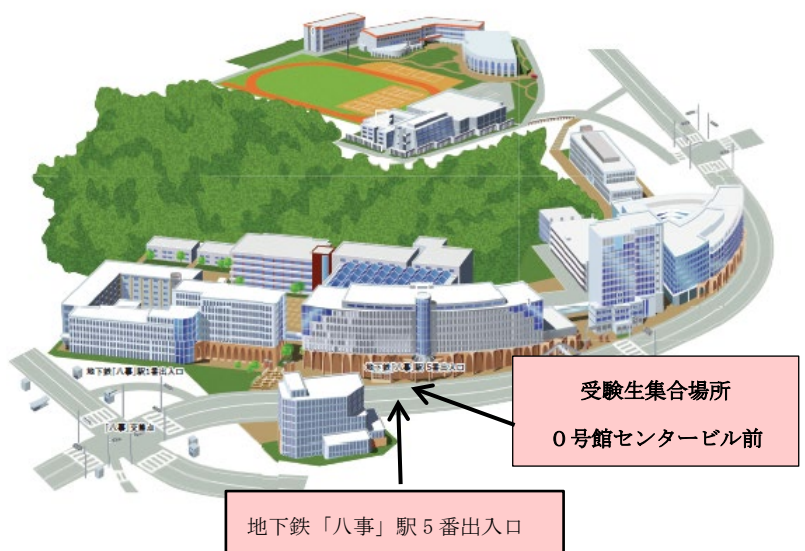 地下鉄「八事」駅1番出入口
地下鉄「八事」駅 5番出入口
「八事」交差点
受験生集合場所
０号館センタービル前
地下鉄「八事」駅５番出入口